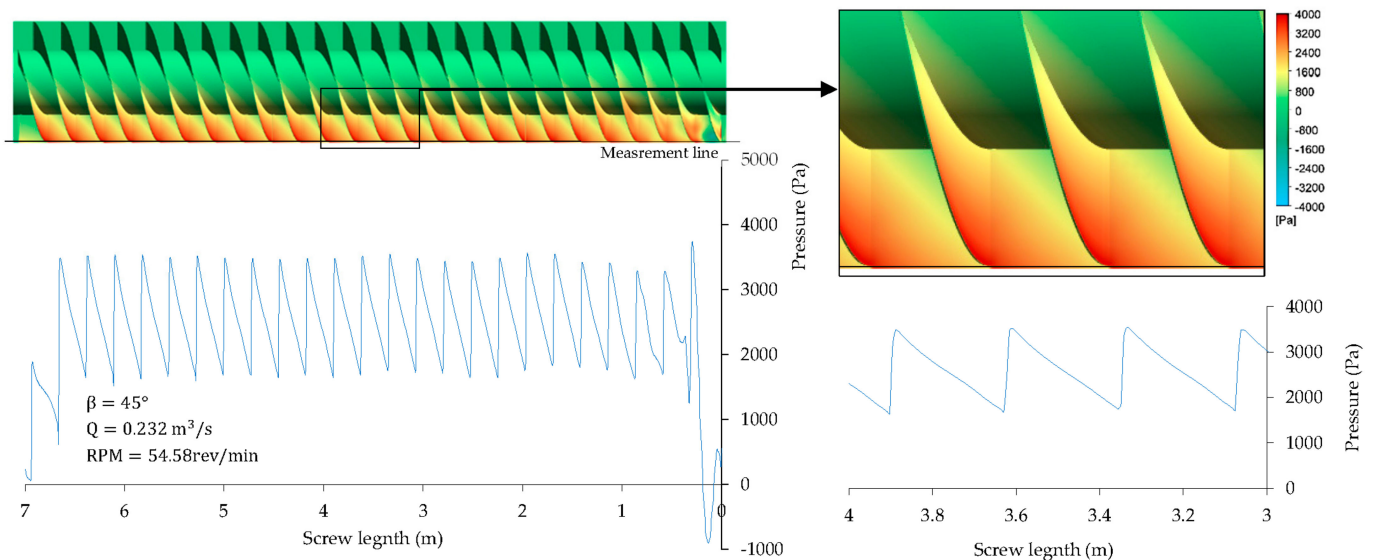 Measrement line
5000
4000
3000
2000
1000
0
-1000
Pressure (Pa)
β = 45°
Q = 0.232 m³/s
RPM = 54.58rev/min
7 6 5 4 3 2 1 0
Screw legnth (m)
4000
3200
2400
1600
800
0
-800
-1600
-2400
-3200
-4000
[Pa]
4000
3000
2000
1000
0
Pressure (Pa)
4 3.8 3.6 3.4 3.2 3
Screw legnth (m)